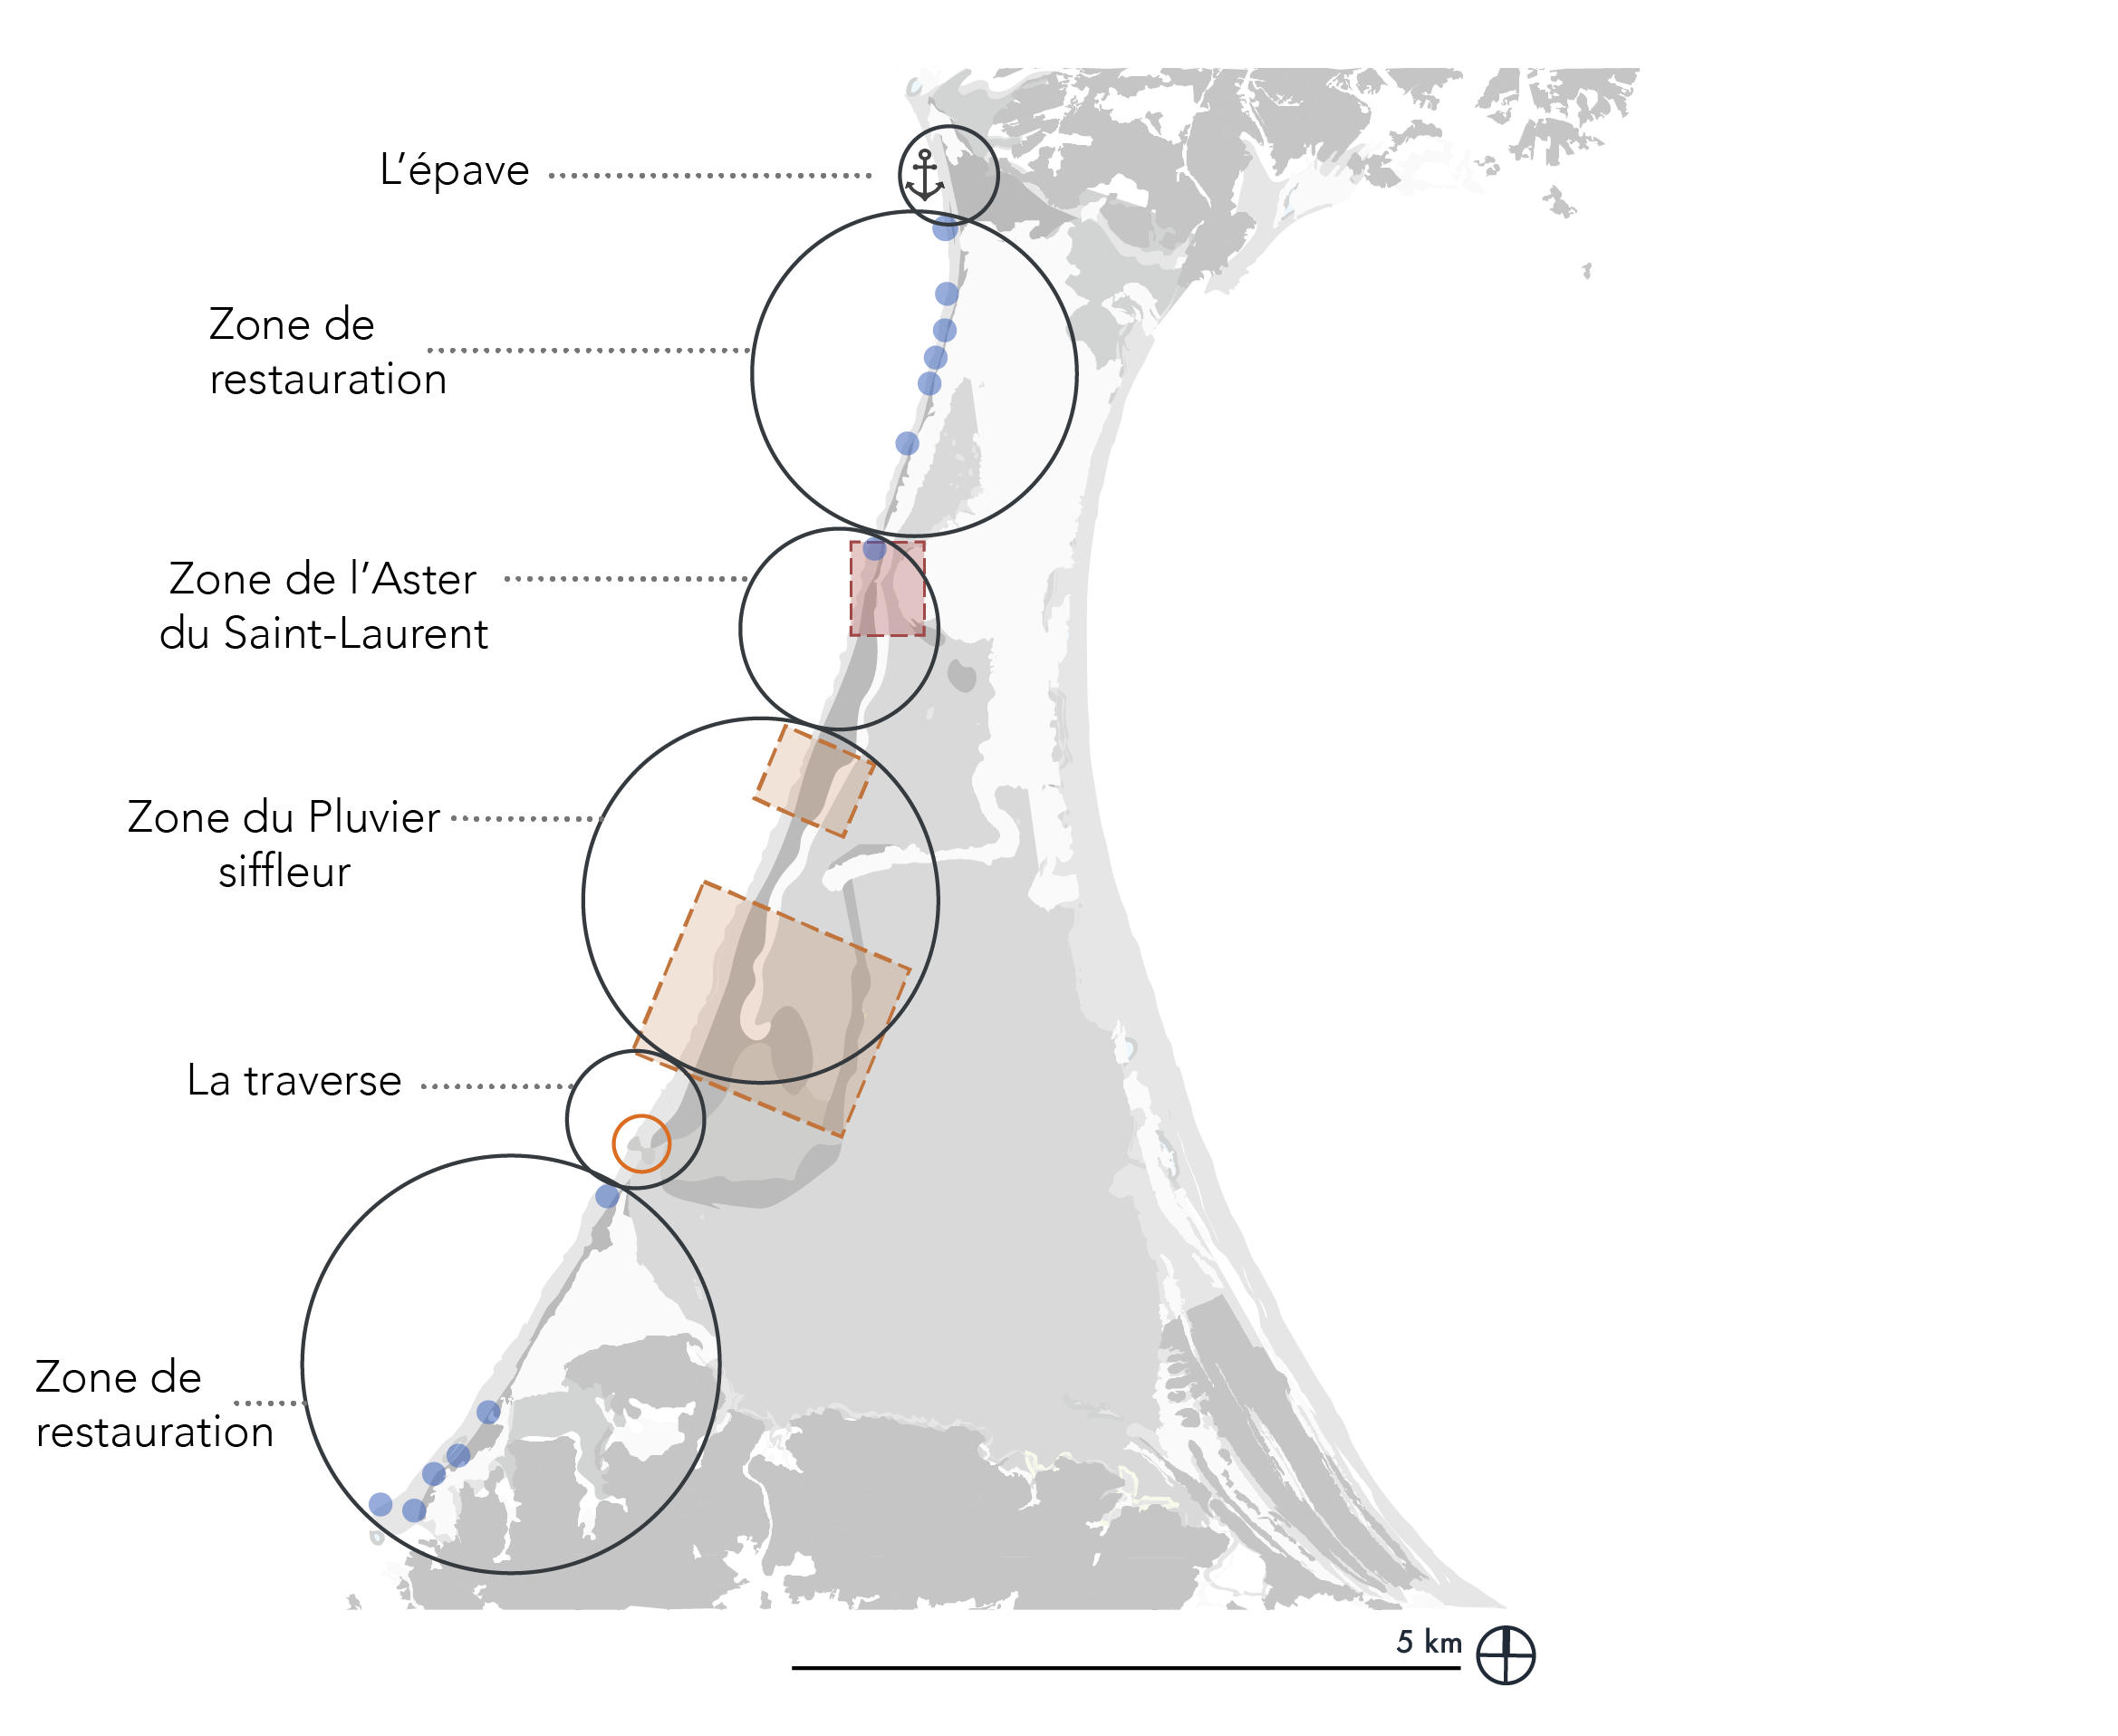 L'épave
Zone de
restauration
Zone de l'Aster
du Saint-Laurent
Zone du Pluvier
siffleur
La traverse
Zone de
restauration
5 km